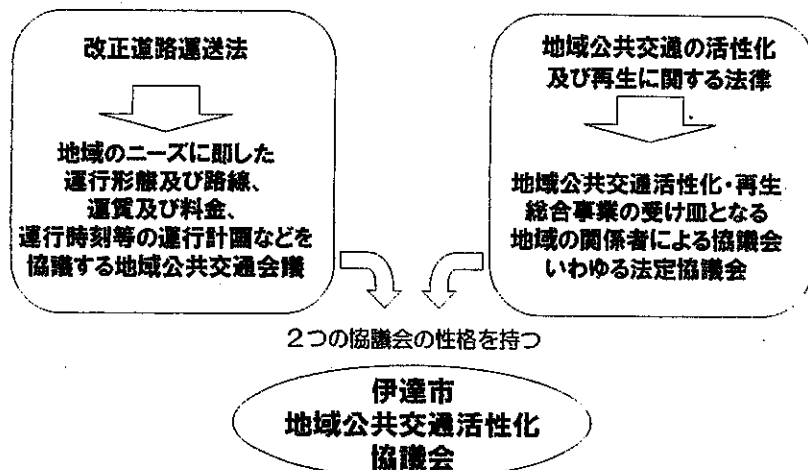 改正道路運送法
地域のニーズに即した
運行形態及び路線、
運賃及び料金、
運行時刻等の運行計画などを
協議する地域公共交通会議
地域公共交通の活性化
及び再生に関する法律
地域公共交通活性化・再生
総合事業の受け皿となる
地域の関係者による協議会
いわゆる法定協議会
２つの協議会の性格を持つ
伊達市
地域公共交通活性化
協議会